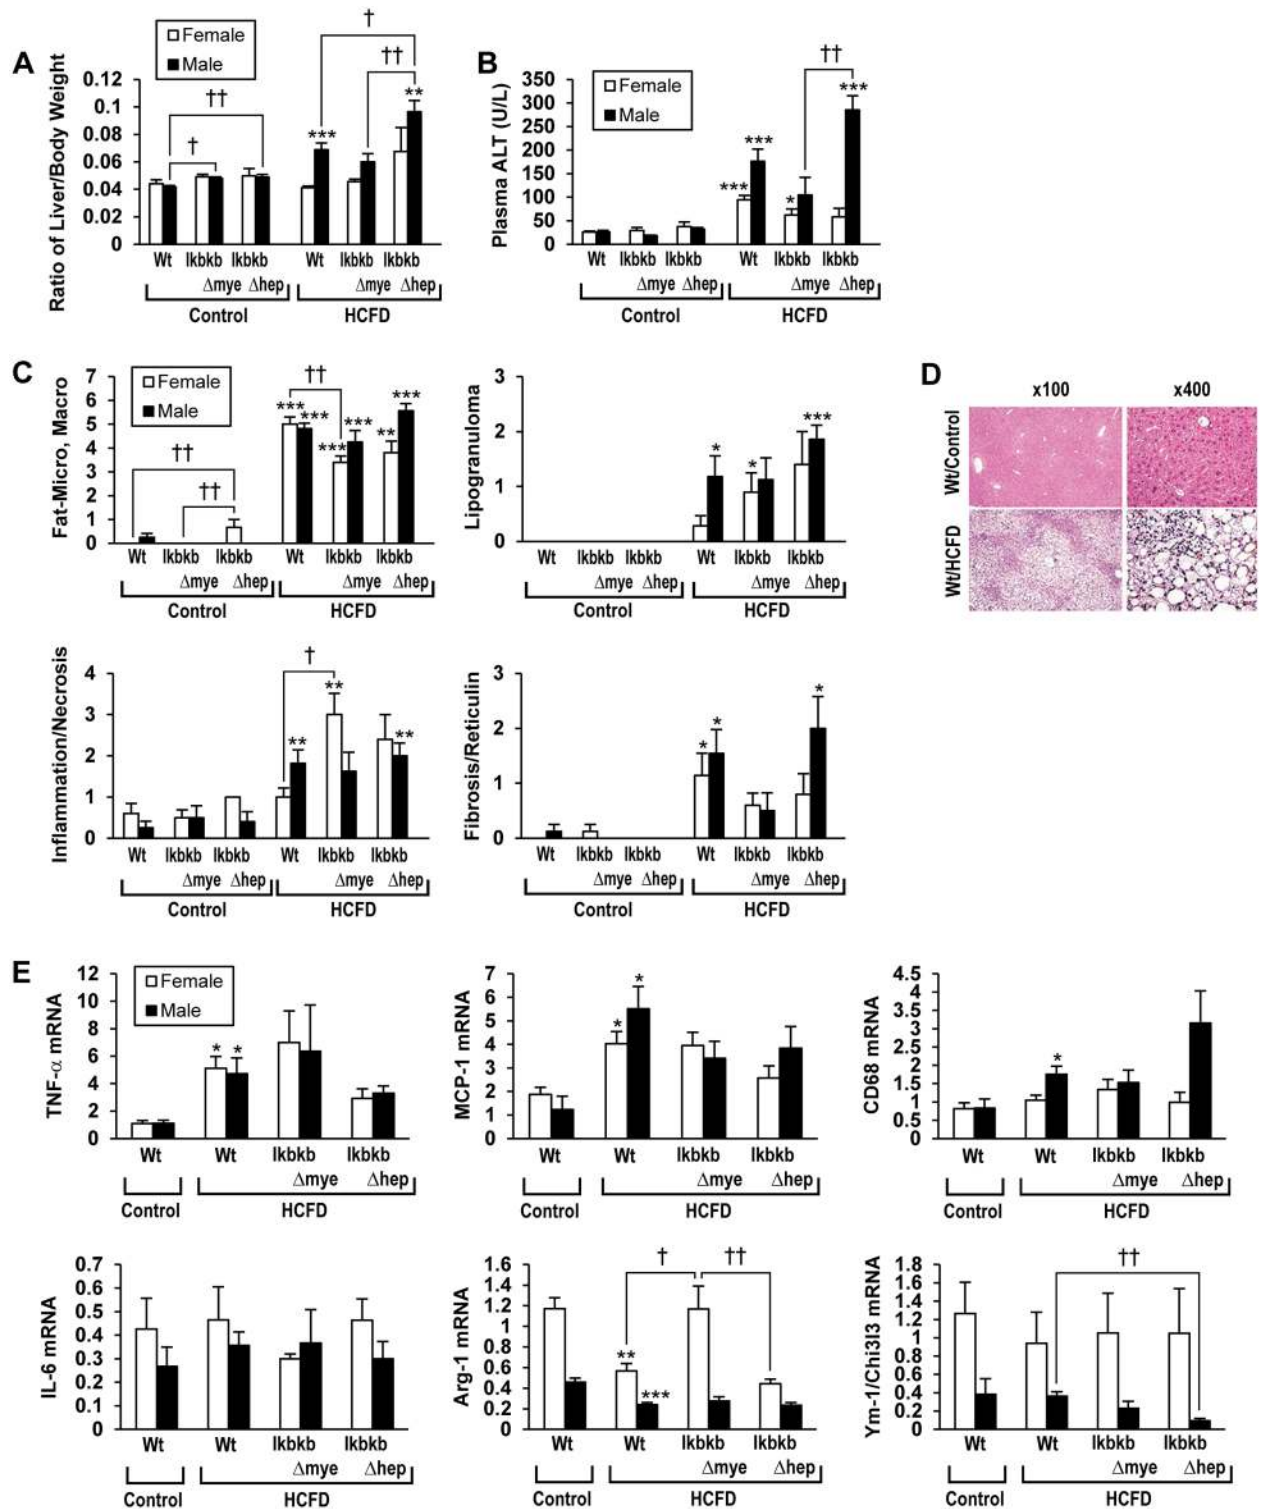 A
Female
Male
†
††
††
†
***
**
Ratio of Liver/Body Weight
0.12
0.1
0.08
0.06
0.04
0.02
0
Wt Ikbkb Ikbkb Wt Ikbkb Ikbkb
Δmye Δhep Δmye Δhep
Control HCFD
B
Female
Male
††
***
***
***
*
Plasma ALT (U/L)
350
300
250
200
150
100
50
0
Wt Ikbkb Ikbkb Wt Ikbkb Ikbkb
Δmye Δhep Δmye Δhep
Control HCFD
C
Female
Male
††
††
††
*** *** *** *** ** ***
Fat-Micro, Macro
7
6
5
4
3
2
1
0
Wt Ikbkb Ikbkb Wt Ikbkb Ikbkb
Δmye Δhep Δmye Δhep
Control HCFD
* * ***
Lipogranuloma
3
2
1
0
Wt Ikbkb Ikbkb Wt Ikbkb Ikbkb
Δmye Δhep Δmye Δhep
Control HCFD
D
x100 x400
Wt/Control
Wt/HCFD
†
** ** **
Inflammation/Necrosis
4
3
2
1
0
Wt Ikbkb Ikbkb Wt Ikbkb Ikbkb
Δmye Δhep Δmye Δhep
Control HCFD
* * *
Fibrosis/Reticulin
3
2
1
0
Wt Ikbkb Ikbkb Wt Ikbkb Ikbkb
Δmye Δhep Δmye Δhep
Control HCFD
E
Female
Male
* *
TNF-α mRNA
12
10
8
6
4
2
0
Wt Wt Ikbkb Ikbkb
Δmye Δhep
Control HCFD
* *
MCP-1 mRNA
7
6
5
4
3
2
1
0
Wt Wt Ikbkb Ikbkb
Δmye Δhep
Control HCFD
*
CD68 mRNA
4.5
4
3.5
3
2.5
2
1.5
1
0.5
0
Wt Wt Ikbkb Ikbkb
Δmye Δhep
Control HCFD
IL-6 mRNA
0.7
0.6
0.5
0.4
0.3
0.2
0.1
0
Wt Wt Ikbkb Ikbkb
Δmye Δhep
Control HCFD
† ††
** ***
Arg-1 mRNA
1.6
1.4
1.2
1
0.8
0.6
0.4
0.2
0
Wt Wt Ikbkb Ikbkb
Δmye Δhep
Control HCFD
††
Ym-1/Chi3l3 mRNA
1.8
1.6
1.4
1.2
1
0.8
0.6
0.4
0.2
0
Wt Wt Ikbkb Ikbkb
Δmye Δhep
Control HCFD